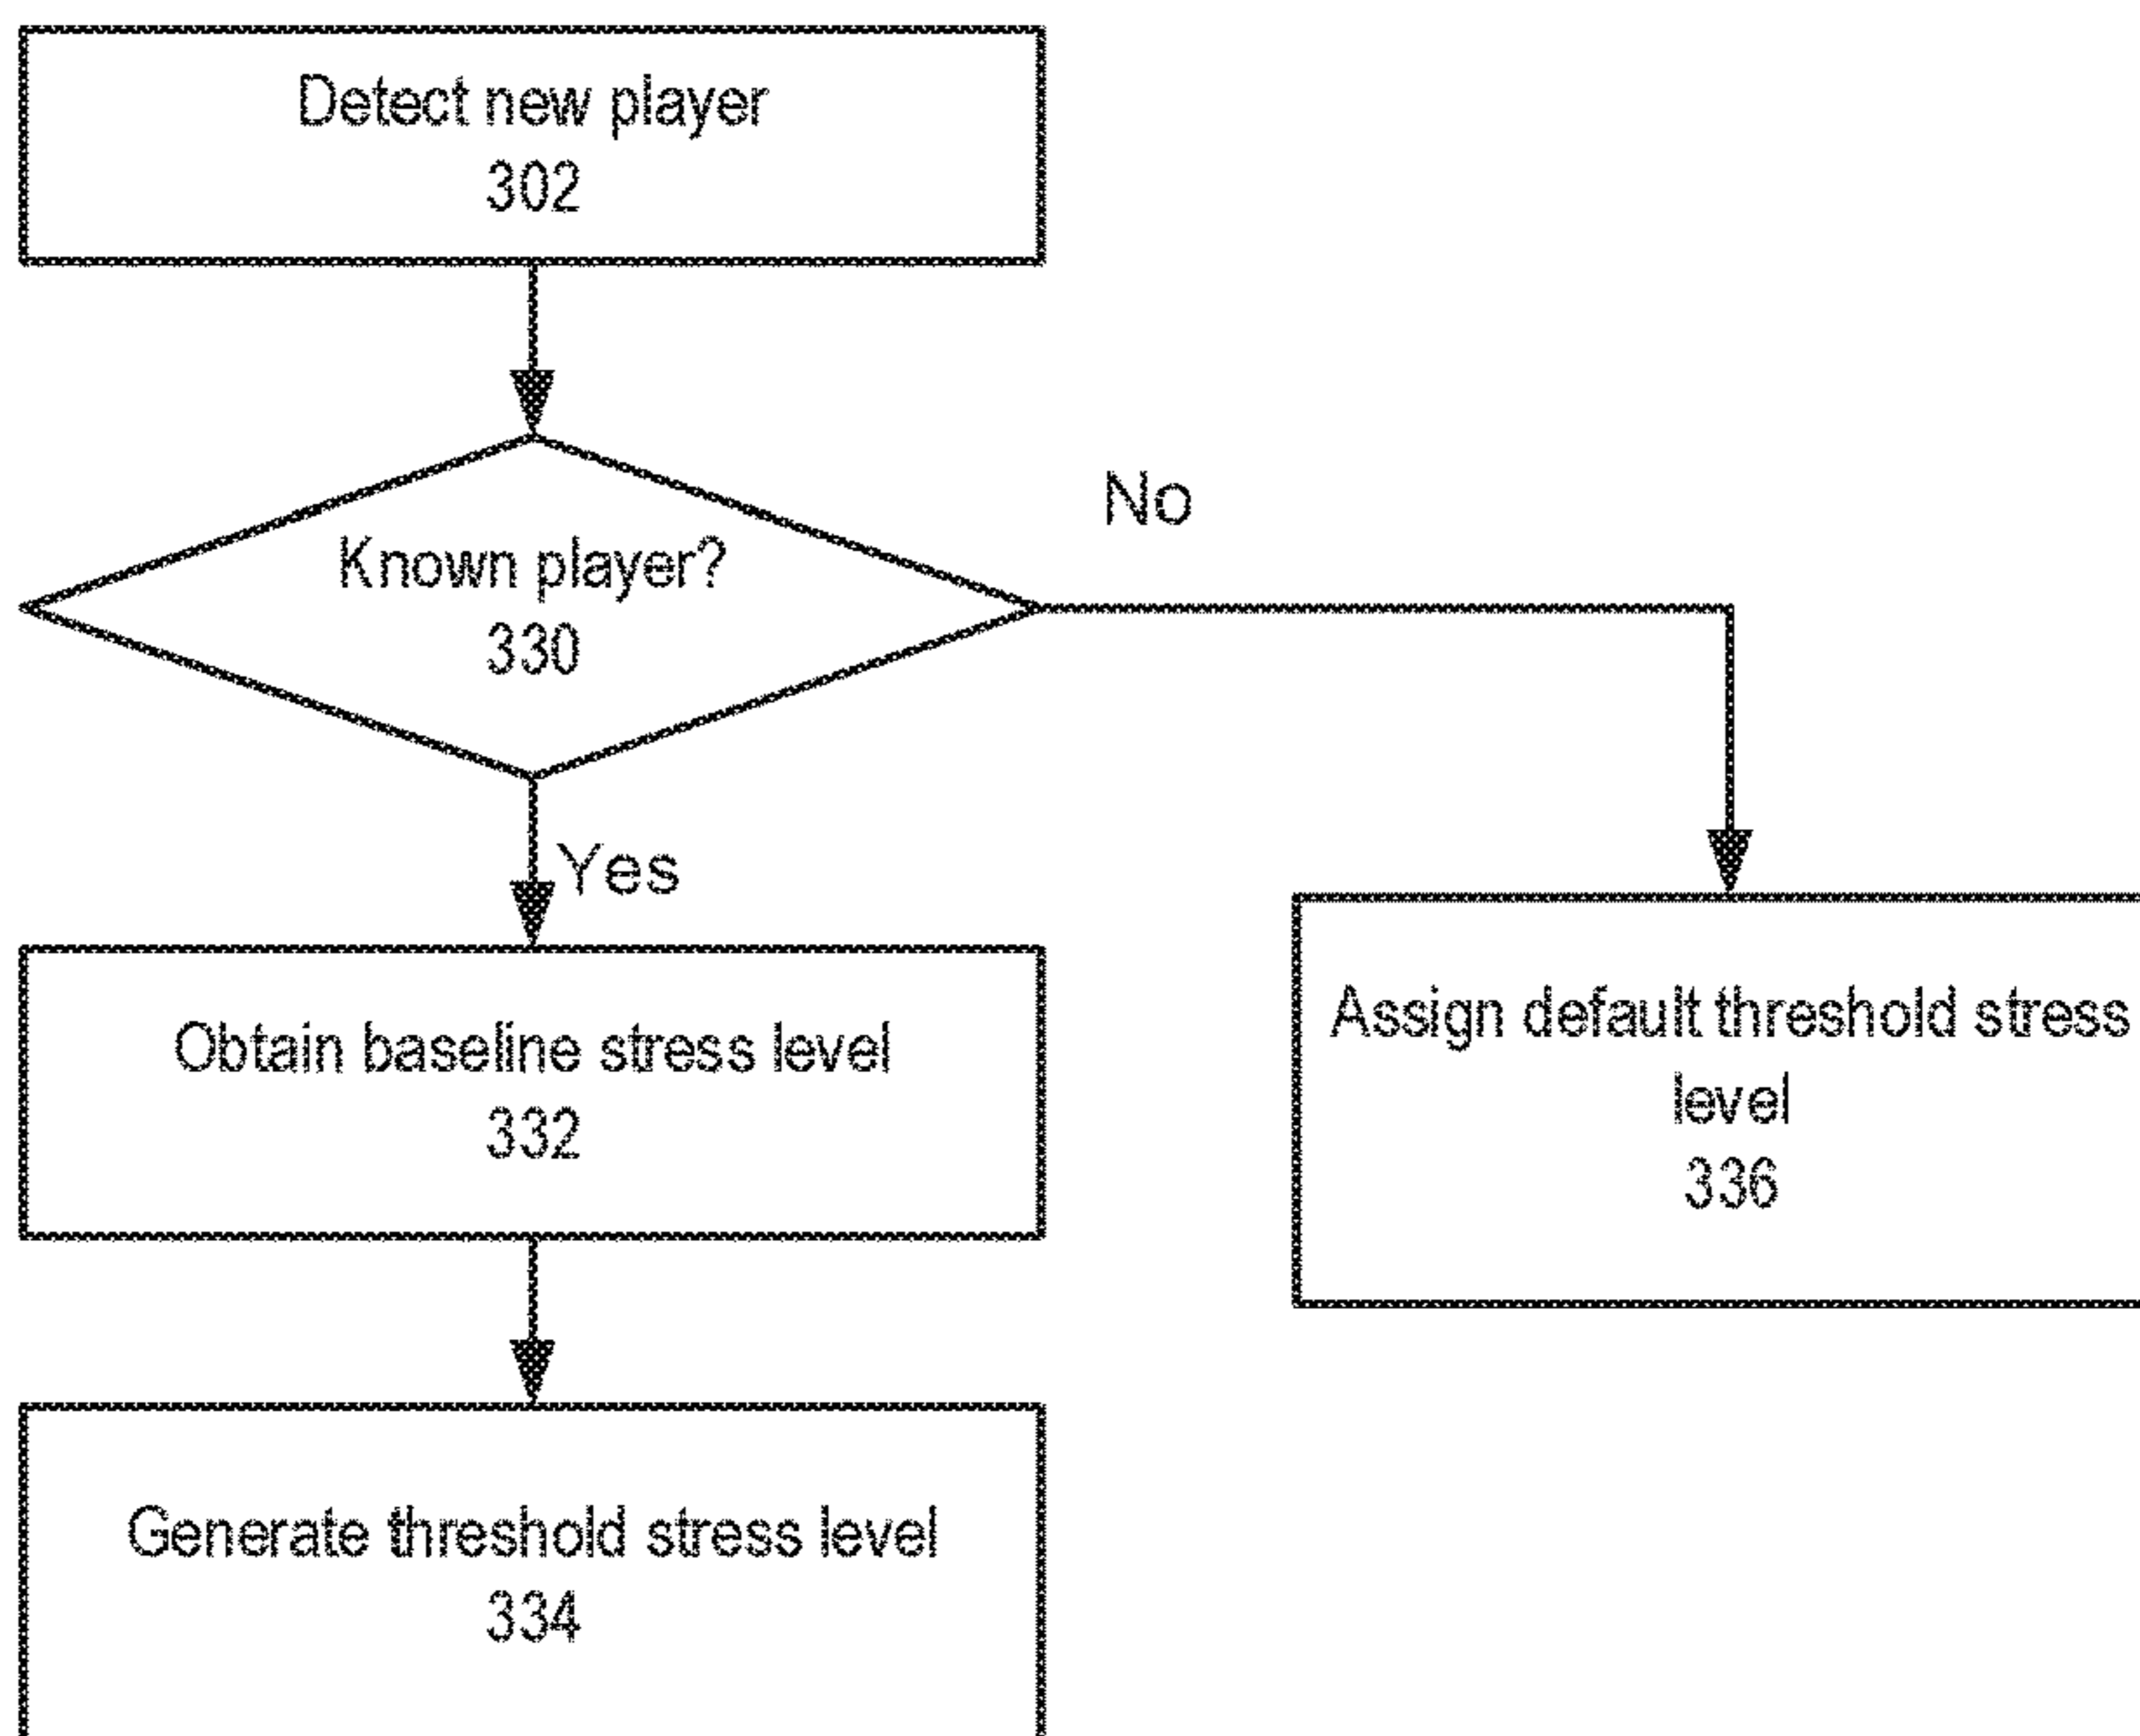 Detect new player
302
No
Known player?
330
Yes
Obtain baseline stress level
332
Assign default threshold stress
level
336
Generate threshold stress level
334